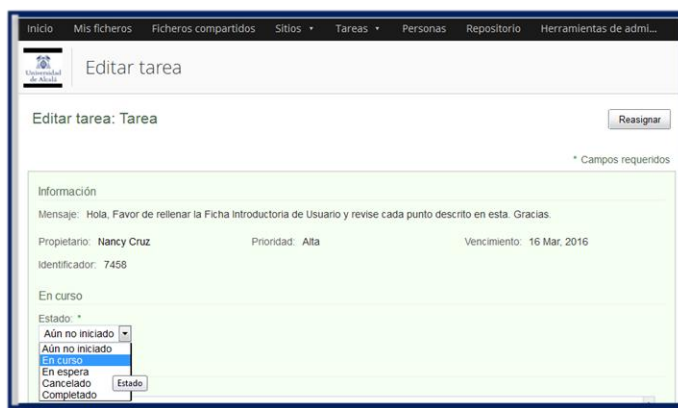 Inicio Mis ficheros Ficheros compartidos Sitios Tareas Personas Repositorio Herramientas de admi...
Universidad
de Alcalá
Editar tarea
Editar tarea: Tarea
Reasignar
* Campos requeridos
Información
Mensaje: Hola, Favor de rellenar la Ficha Introductoria de Usuario y revise cada punto descrito en esta. Gracias.
Propietario: Nancy Cruz Prioridad: Alta Vencimiento: 16 Mar, 2016
Identificador: 7458
En curso
Estado: *
Aún no iniciado
Aún no iniciado
En curso
En espera
Cancelado
Estado
Completado